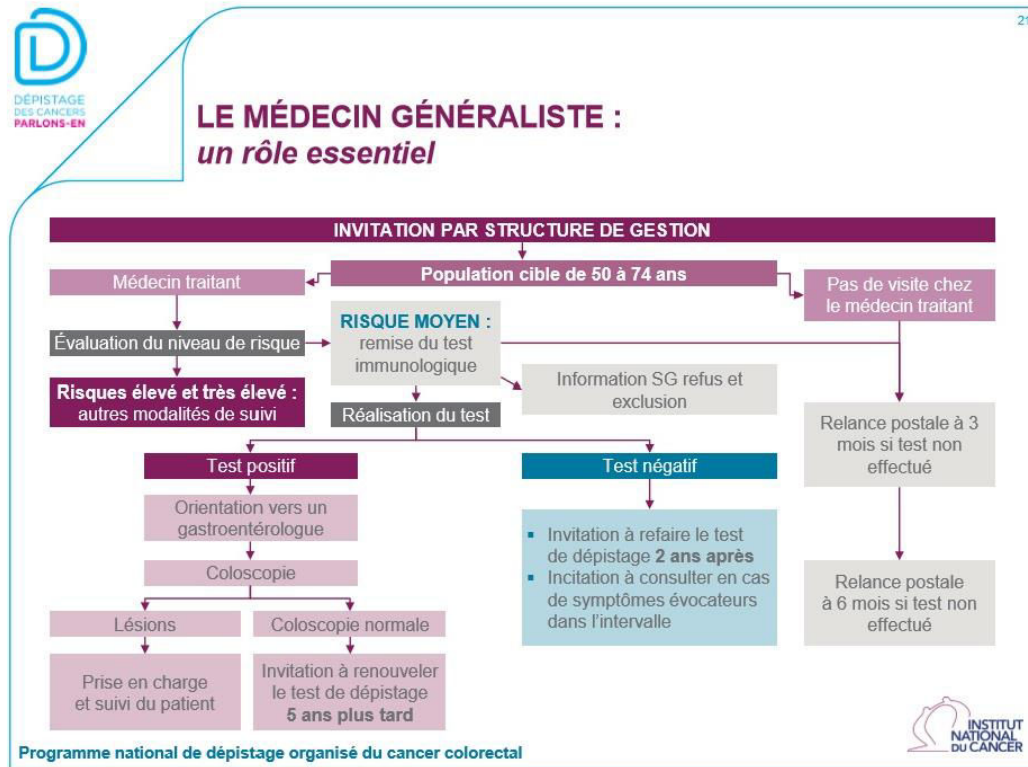 21
DÉPISTAGE
DES CANCERS
PARLONS-EN
LE MÉDECIN GÉNÉRALISTE :
un rôle essentiel
INVITATION PAR STRUCTURE DE GESTION
Médecin traitant
Population cible de 50 à 74 ans
Pas de visite chez
le médecin traitant
Évaluation du niveau de risque
RISQUE MOYEN :
remise du test
immunologique
Risques élevé et très élevé :
autres modalités de suivi
Information SG refus et
exclusion
Réalisation du test
Relance postale à 3
mois si test non
effectué
Test positif
Test négatif
Orientation vers un
gastroentérologue
▪ Invitation à refaire le test
de dépistage 2 ans après
▪ Incitation à consulter en cas
de symptômes évocateurs
dans l'intervalle
Coloscopie
Relance postale
à 6 mois si test non
effectué
Lésions
Coloscopie normale
Prise en charge
et suivi du patient
Invitation à renouveler
le test de dépistage
5 ans plus tard
Programme national de dépistage organisé du cancer colorectal
INSTITUT
NATIONAL
DU CANCER